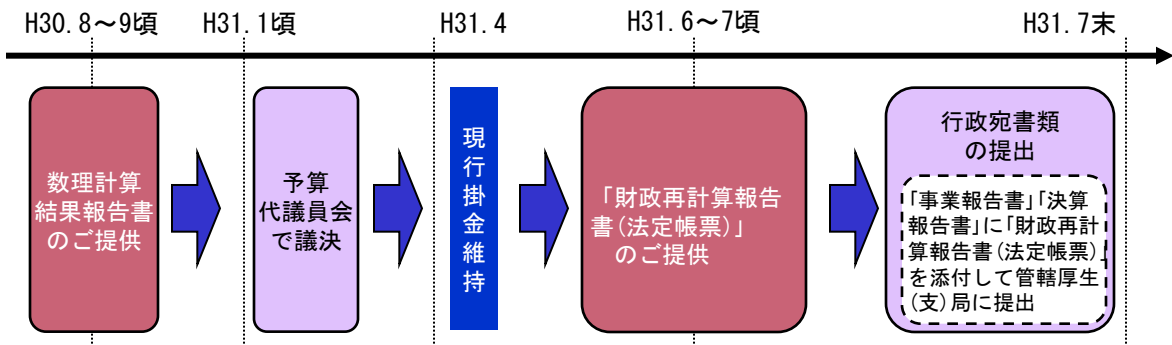 H30.8～9頃
H31.1頃
H31.4
H31.6～7頃
H31.7末
数理計算
結果報告書
のご提供
予算
代議員会
で議決
現行掛金維持
「財政再計算報告
書(法定帳票)」
のご提供
行政宛書類
の提出
「事業報告書」「決算
報告書」に「財政再計
算報告書(法定帳票)」
を添付して管轄厚生
(支)局に提出